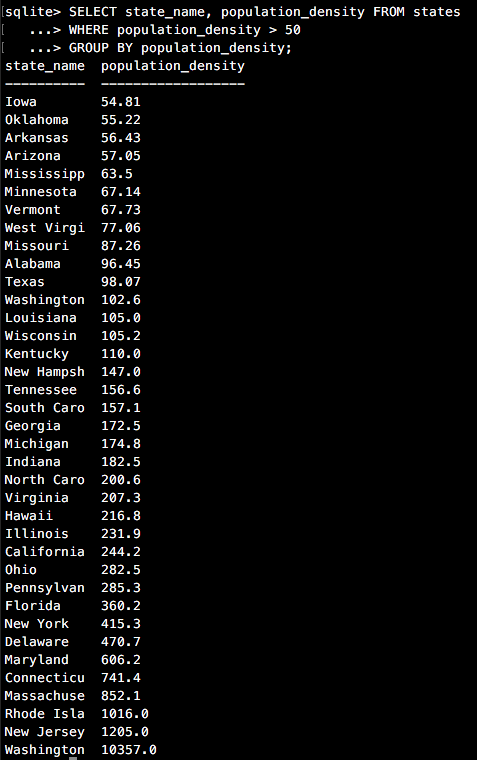 sqlite> SELECT state_name, population_density FROM states
...> WHERE population_density > 50
...> GROUP BY population_density;
state_name  population_density
----------  ------------------
Iowa        54.81
Oklahoma    55.22
Arkansas    56.43
Arizona     57.05
Mississipp  63.5
Minnesota   67.14
Vermont     67.73
West Virgi  77.06
Missouri    87.26
Alabama     96.45
Texas       98.07
Washington  102.6
Louisiana   105.0
Wisconsin   105.2
Kentucky    110.0
New Hampsh  147.0
Tennessee   156.6
South Caro  157.1
Georgia     172.5
Michigan    174.8
Indiana     182.5
North Caro  200.6
Virginia    207.3
Hawaii      216.8
Illinois    231.9
California  244.2
Ohio        282.5
Pennsylvan  285.3
Florida     360.2
New York    415.3
Delaware    470.7
Maryland    606.2
Connecticu  741.4
Massachuse  852.1
Rhode Isla  1016.0
New Jersey  1205.0
Washington  10357.0